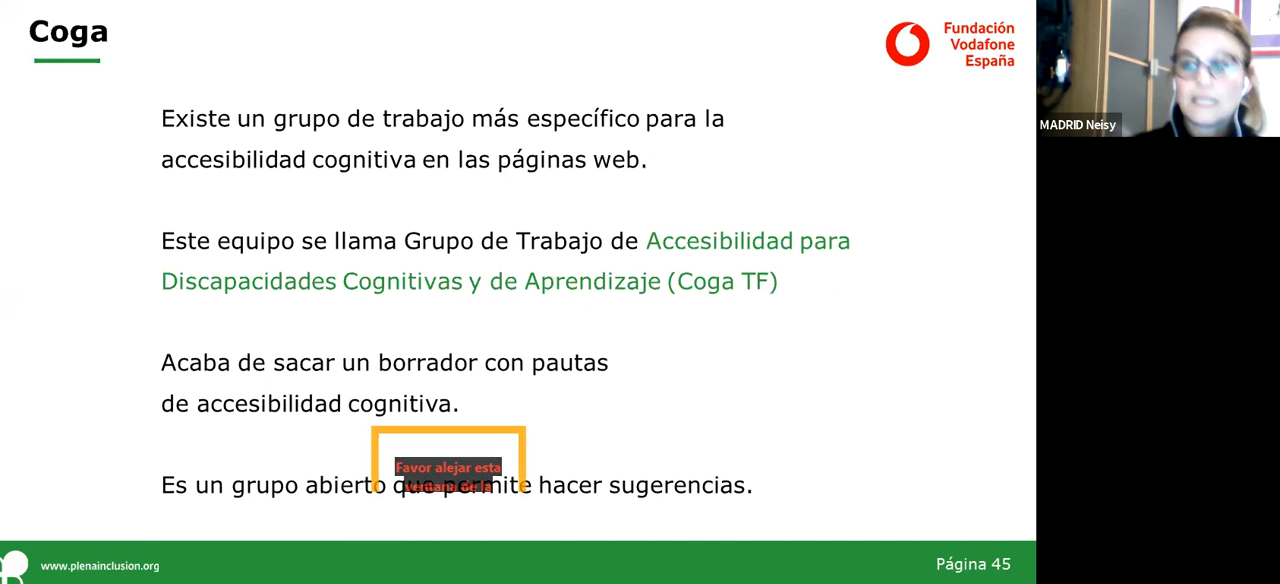 Coga
Fundación
Vodafone
España
MADRID Neisy
Existe un grupo de trabajo más específico para la
accesibilidad cognitiva en las páginas web.
Este equipo se llama Grupo de Trabajo de Accesibilidad para
Discapacidades Cognitivas y de Aprendizaje (Coga TF)
Acaba de sacar un borrador con pautas
de accesibilidad cognitiva.
Favor alejar esta
ventana de la
Es un grupo abierto que permite hacer sugerencias.
www.plenainclusion.org
Página 45